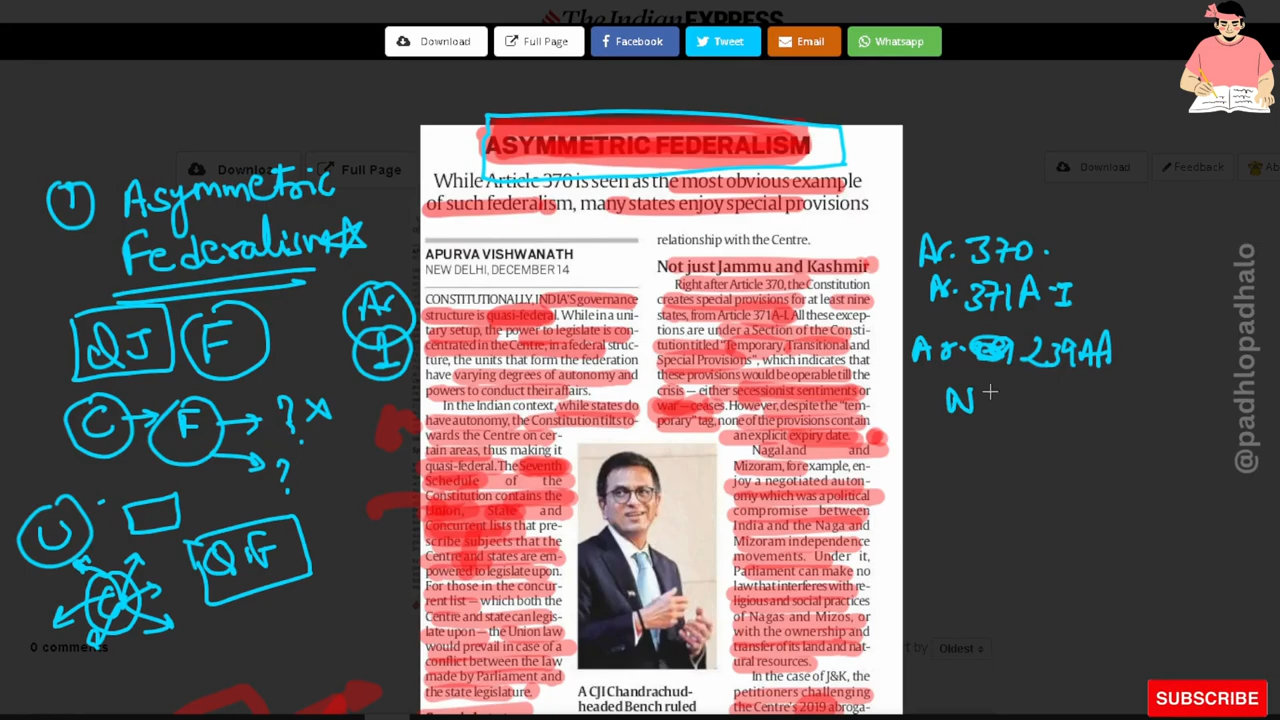 The Indian EXPRESS
Download
Full Page
Facebook
Tweet
Email
Whatsapp
Download
Full Page
Download
Feedback
ASYMMETRIC FEDERALISM
While Article 370 is seen as the most obvious example
of such federalism, many states enjoy special provisions
APURVA VISHWANATH
NEW DELHI, DECEMBER 14
CONSTITUTIONALLY, INDIA'S governance
structure is quasi-federal. While in a uni-
tary setup, the power to legislate is con-
centrated in the Centre, in a federal struc-
ture, the units that form the federation
have varying degrees of autonomy and
powers to conduct their affairs.
In the Indian context, while states do
have autonomy, the Constitution tilts to-
wards the Centre on cer-
tain areas, thus making it
quasi-federal. The Seventh
Schedule of the
Constitution contains the
Union, State and
Concurrent lists that pre-
scribe subjects that the
Centre and states are em-
powered to legislate upon.
For those in the concur-
rent list — which both the
Centre and state can legis-
late upon — the Union law
would prevail in case of a
conflict between the law
made by Parliament and
the state legislature.
relationship with the Centre.
Not just Jammu and Kashmir
Right after Article 370, the Constitution
creates special provisions for at least nine
states, from Article 371A-I. All these excep-
tions are under a Section of the Consti-
tution titled "Temporary, Transitional and
Special Provisions", which indicates that
these provisions would be operable till the
crisis — either secessionist sentiments or
war — ceases. However, despite the "tem-
porary" tag, none of the provisions contain
an explicit expiry date.
Nagaland and
Mizoram, for example, en-
joy a negotiated auton-
omy which was a political
compromise between
India and the Naga and
Mizoram independence
movements. Under it,
Parliament can make no
law that interferes with re-
ligious and social practices
of Nagas and Mizos, or
with the ownership and
transfer of its land and nat-
ural resources.
In the case of J&K, the
petitioners challenging
the Centre's 2019 abroga-
A CJI Chandrachud-
headed Bench ruled
1 Asymmetric
Federalism
QJ F
Ar
I
C F ? x
?
U
Ar. 370.
Ar. 371A-I
Ar. 239AA
N
0 comments
Oldest
@padhlopadhalo
SUBSCRIBE